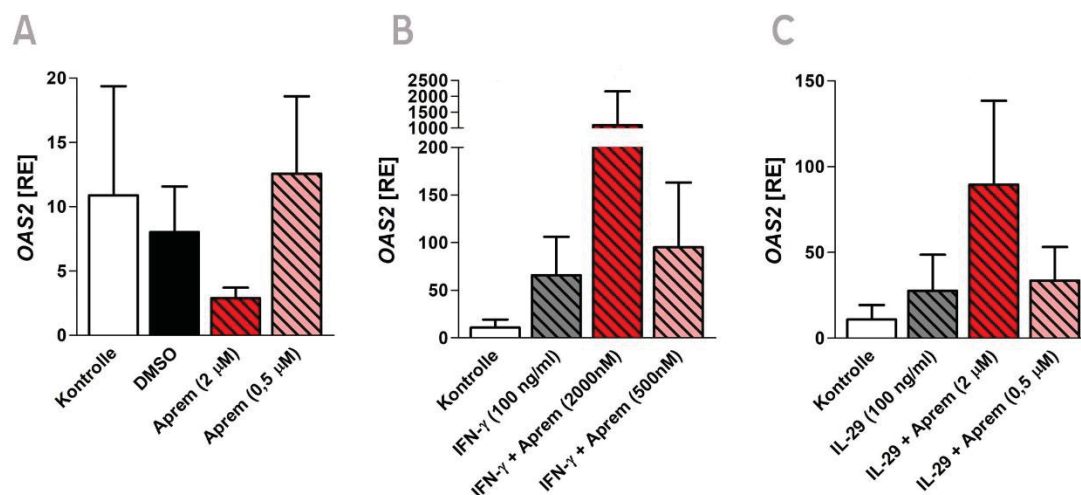 A
OAS2 [RE]
20
15
10
5
0
Kontrolle
DMSO
Aprem (2 µM)
Aprem (0,5 µM)
B
OAS2 [RE]
2500
2000
1500
1000
200
150
100
50
0
Kontrolle
IFN-γ (100 ng/ml)
IFN-γ + Aprem (2000nM)
IFN-γ + Aprem (500nM)
C
OAS2 [RE]
150
100
50
0
Kontrolle
IL-29 (100 ng/ml)
IL-29 + Aprem (2 µM)
IL-29 + Aprem (0,5 µM)